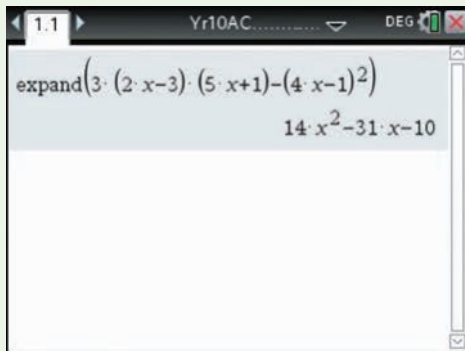 1.1 Yr10AC............ DEG
expand(3·(2·x−3)·(5·x+1)−(4·x−1)²)
14·x²−31·x−10